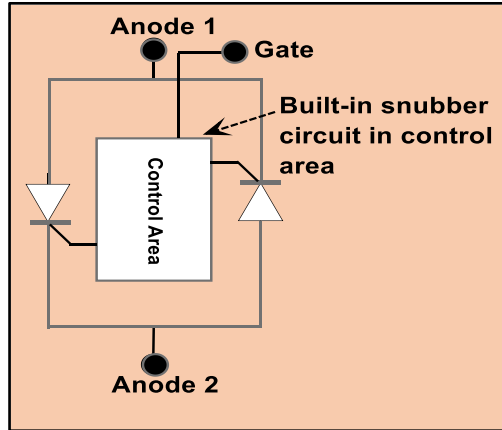 Anode 1
Gate
Built-in snubber
circuit in control
area
Control Area
Anode 2